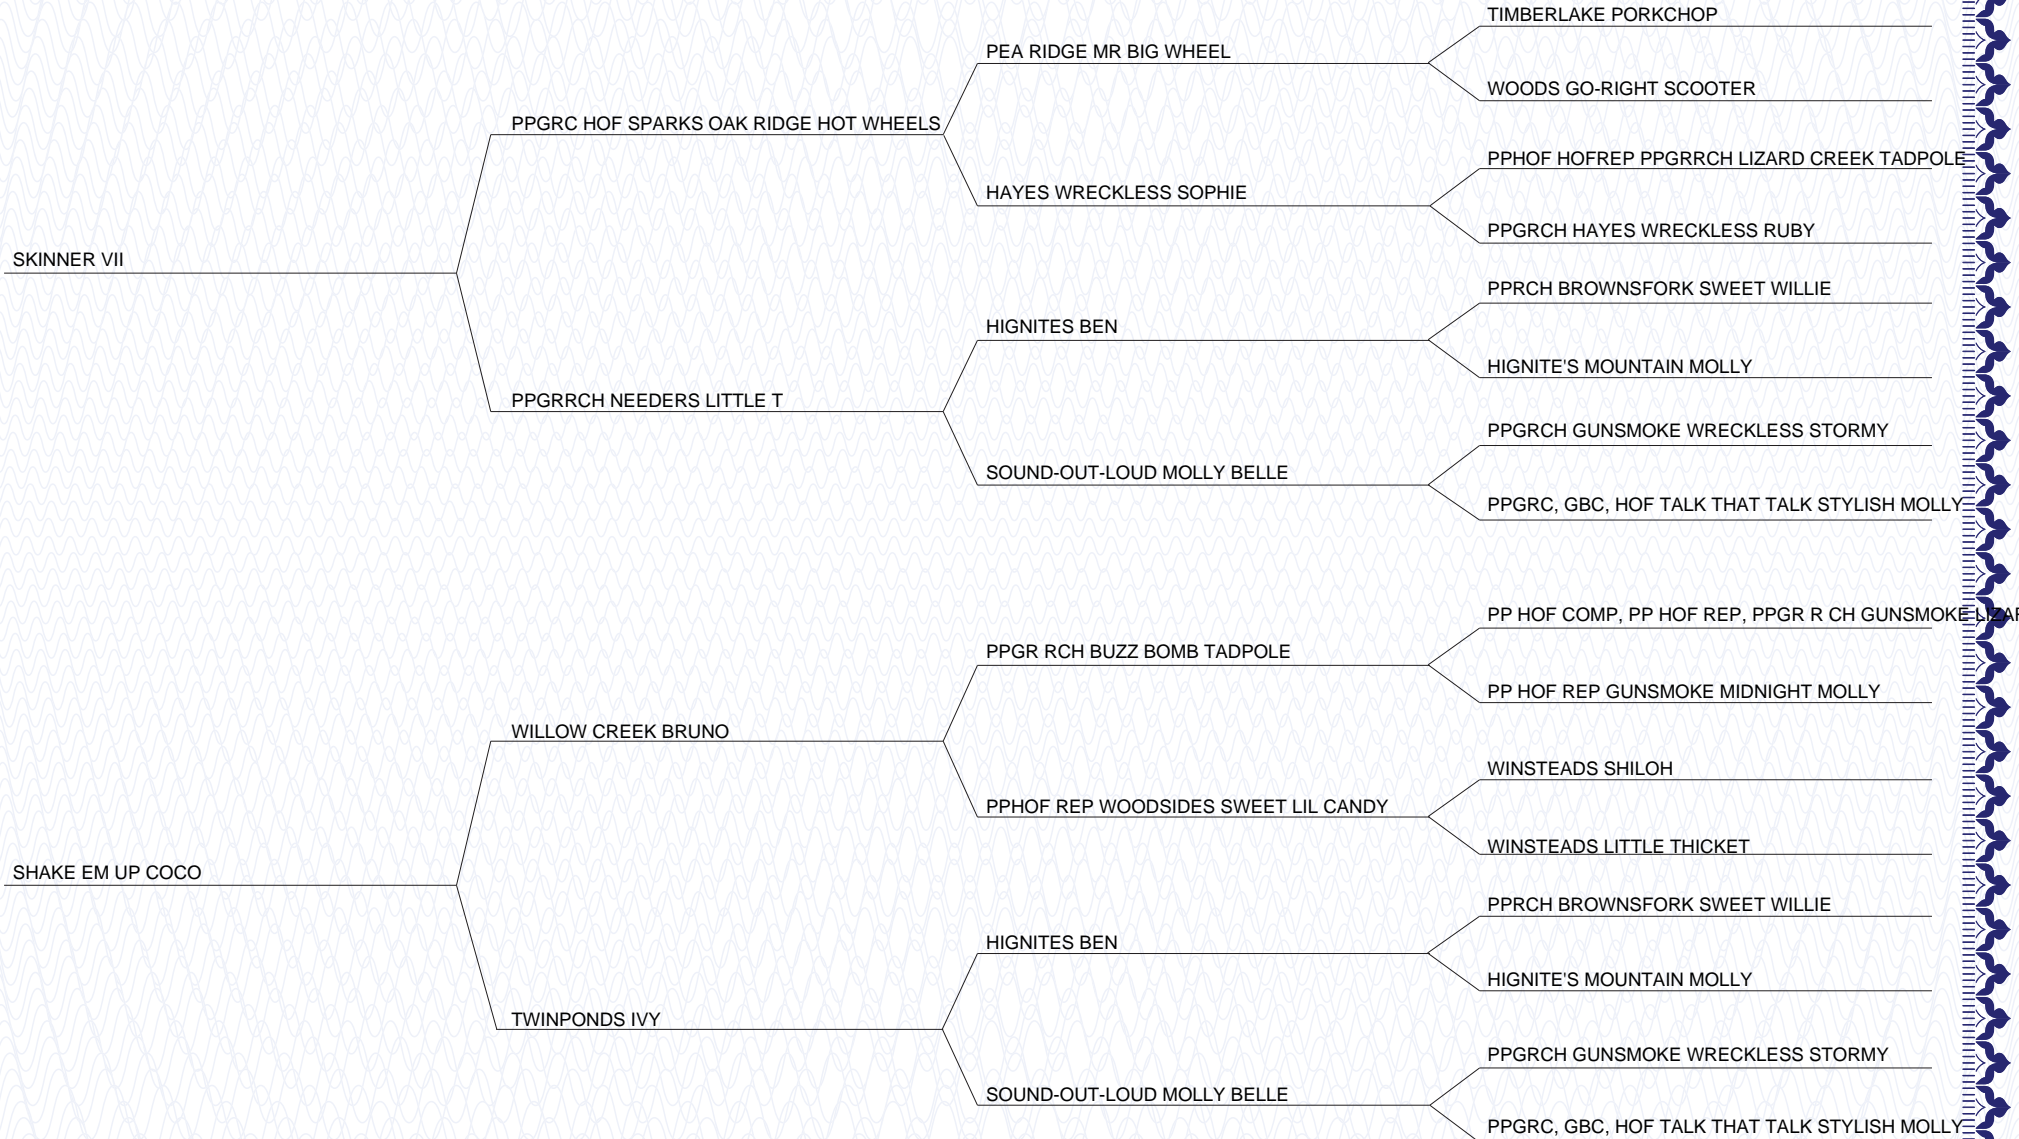 TIMBERLAKE PORKCHOP
PEA RIDGE MR BIG WHEEL
WOODS GO-RIGHT SCOOTER
PPGRC HOF SPARKS OAK RIDGE HOT WHEELS
PPHOF HOFREP PPGRRCH LIZARD CREEK TADPOLE
HAYES WRECKLESS SOPHIE
PPGRCH HAYES WRECKLESS RUBY
SKINNER VII
PPRCH BROWNSFORK SWEET WILLIE
HIGNITES BEN
HIGNITE'S MOUNTAIN MOLLY
PPGRRCH NEEDERS LITTLE T
PPGRCH GUNSMOKE WRECKLESS STORMY
SOUND-OUT-LOUD MOLLY BELLE
PPGRC, GBC, HOF TALK THAT TALK STYLISH MOLLY
PP HOF COMP, PP HOF REP, PPGR R CH GUNSMOKE
PPGR RCH BUZZ BOMB TADPOLE
PP HOF REP GUNSMOKE MIDNIGHT MOLLY
WILLOW CREEK BRUNO
WINSTEADS SHILOH
PPHOF REP WOODSIDES SWEET LIL CANDY
WINSTEADS LITTLE THICKET
SHAKE EM UP COCO
PPRCH BROWNSFORK SWEET WILLIE
HIGNITES BEN
HIGNITE'S MOUNTAIN MOLLY
TWINPONDS IVY
PPGRCH GUNSMOKE WRECKLESS STORMY
SOUND-OUT-LOUD MOLLY BELLE
PPGRC, GBC, HOF TALK THAT TALK STYLISH MOLLY